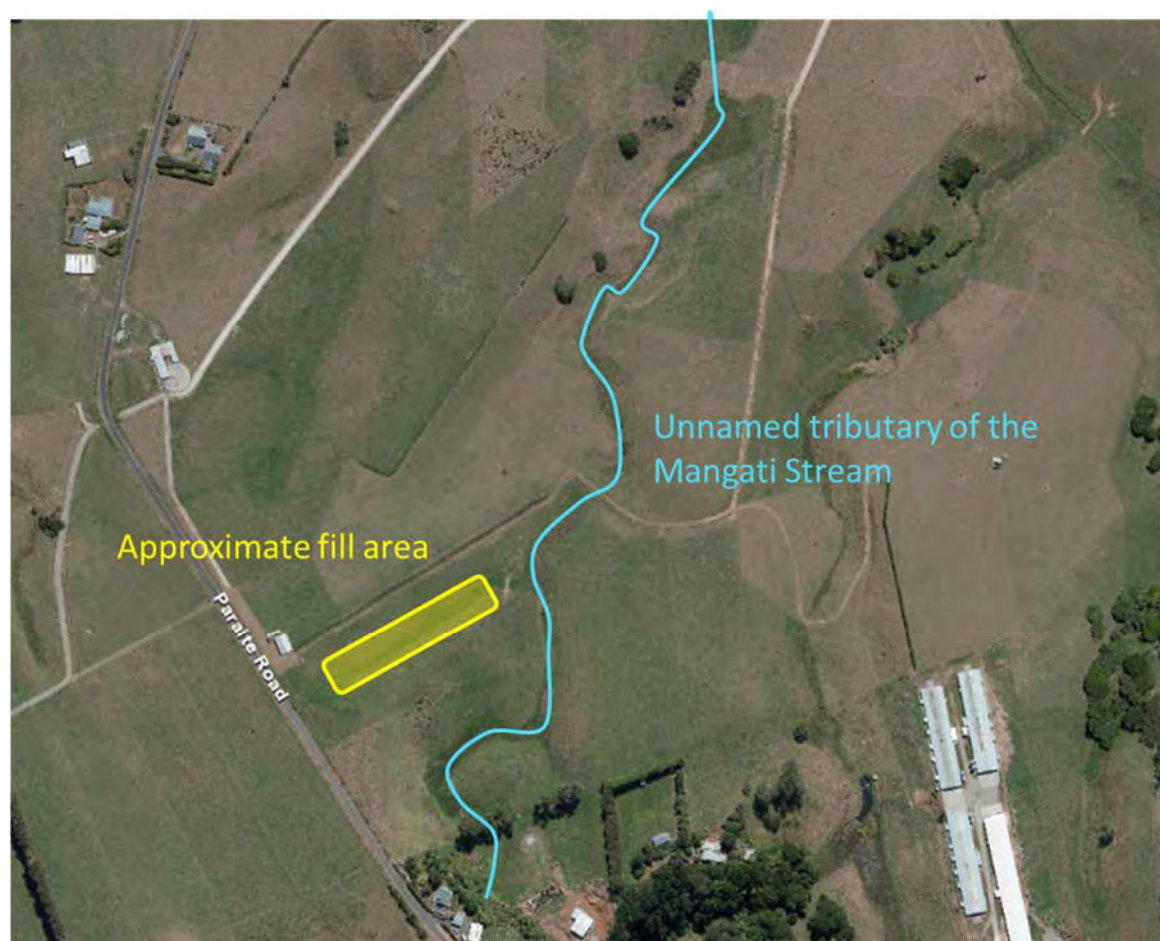 Unnamed tributary of the
Mangati Stream
Approximate fill area
Paraite Road